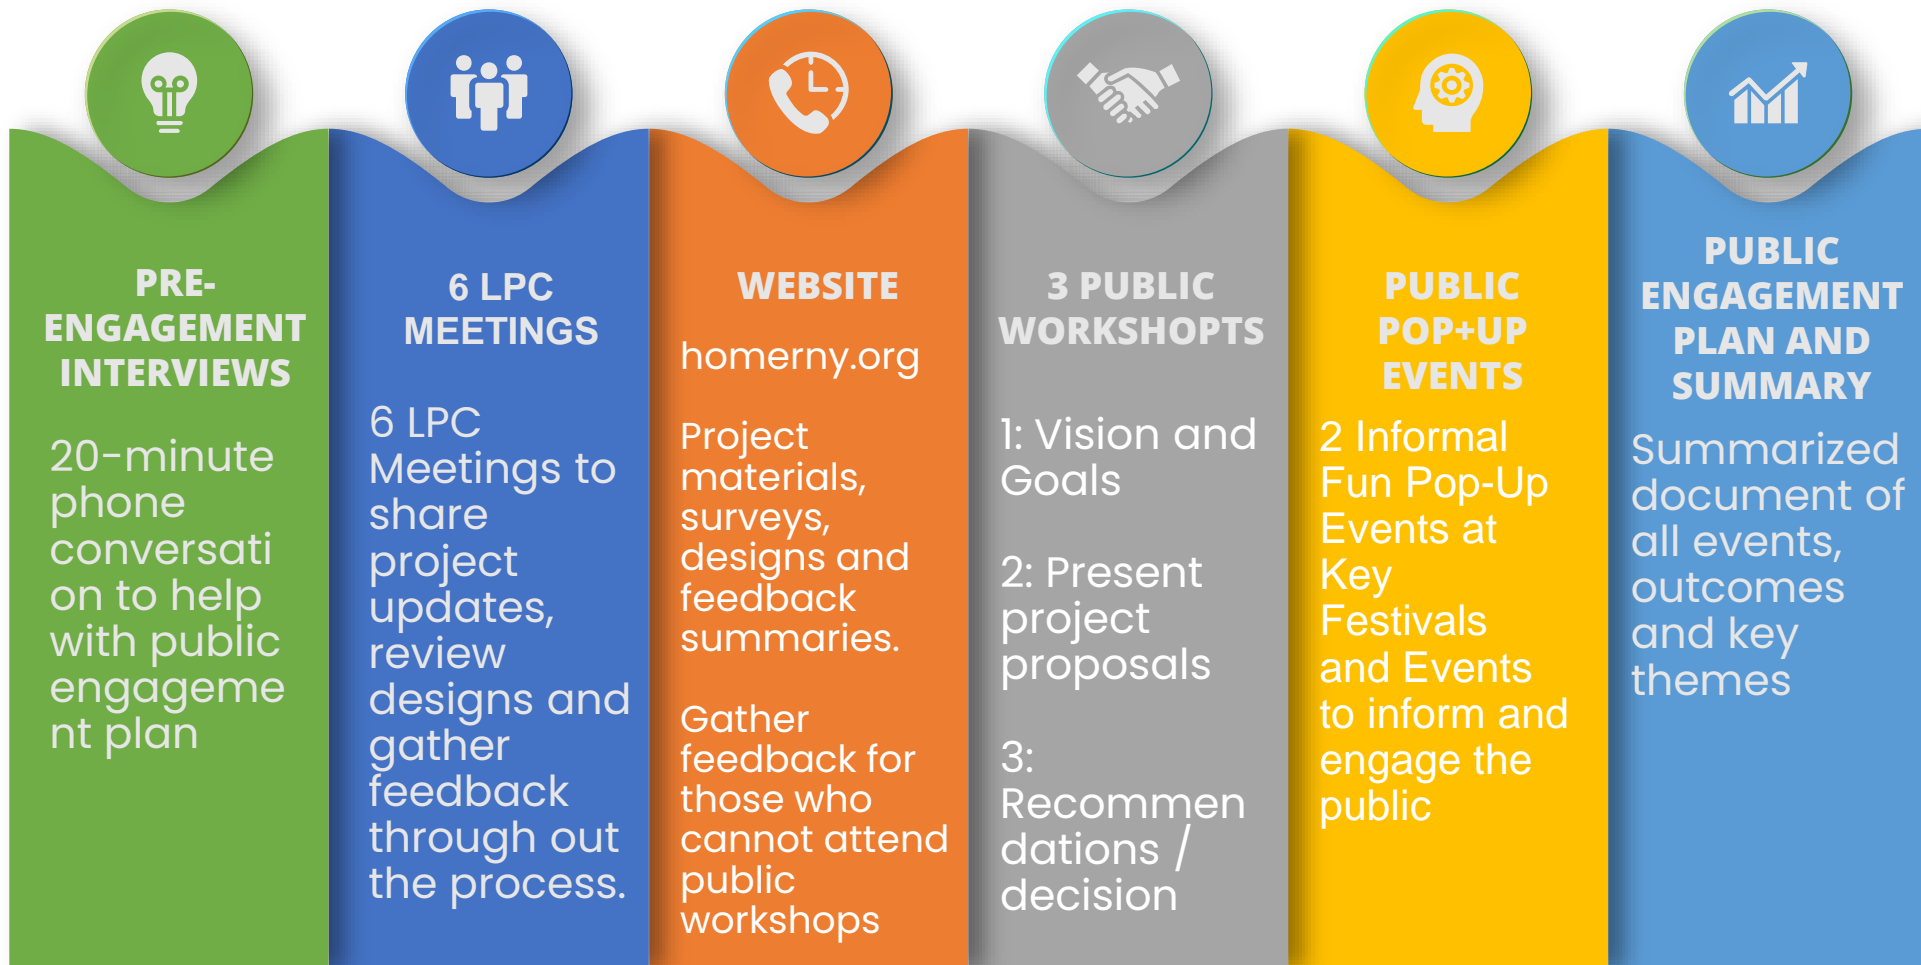 PRE-
ENGAGEMENT
INTERVIEWS
20-minute
phone
conversati
on to help
with public
engageme
nt plan
6 LPC
MEETINGS
6 LPC
Meetings to
share
project
updates,
review
designs and
gather
feedback
through out
the process.
WEBSITE
homerny.org
Project
materials,
surveys,
designs and
feedback
summaries.
Gather
feedback for
those who
cannot attend
public
workshops
3 PUBLIC
WORKSHOPTS
1: Vision and
Goals
2: Present
project
proposals
3:
Recommen
dations /
decision
PUBLIC
POP+UP
EVENTS
2 Informal
Fun Pop-Up
Events at
Key
Festivals
and Events
to inform and
engage the
public
PUBLIC
ENGAGEMENT
PLAN AND
SUMMARY
Summarized
document of
all events,
outcomes
and key
themes